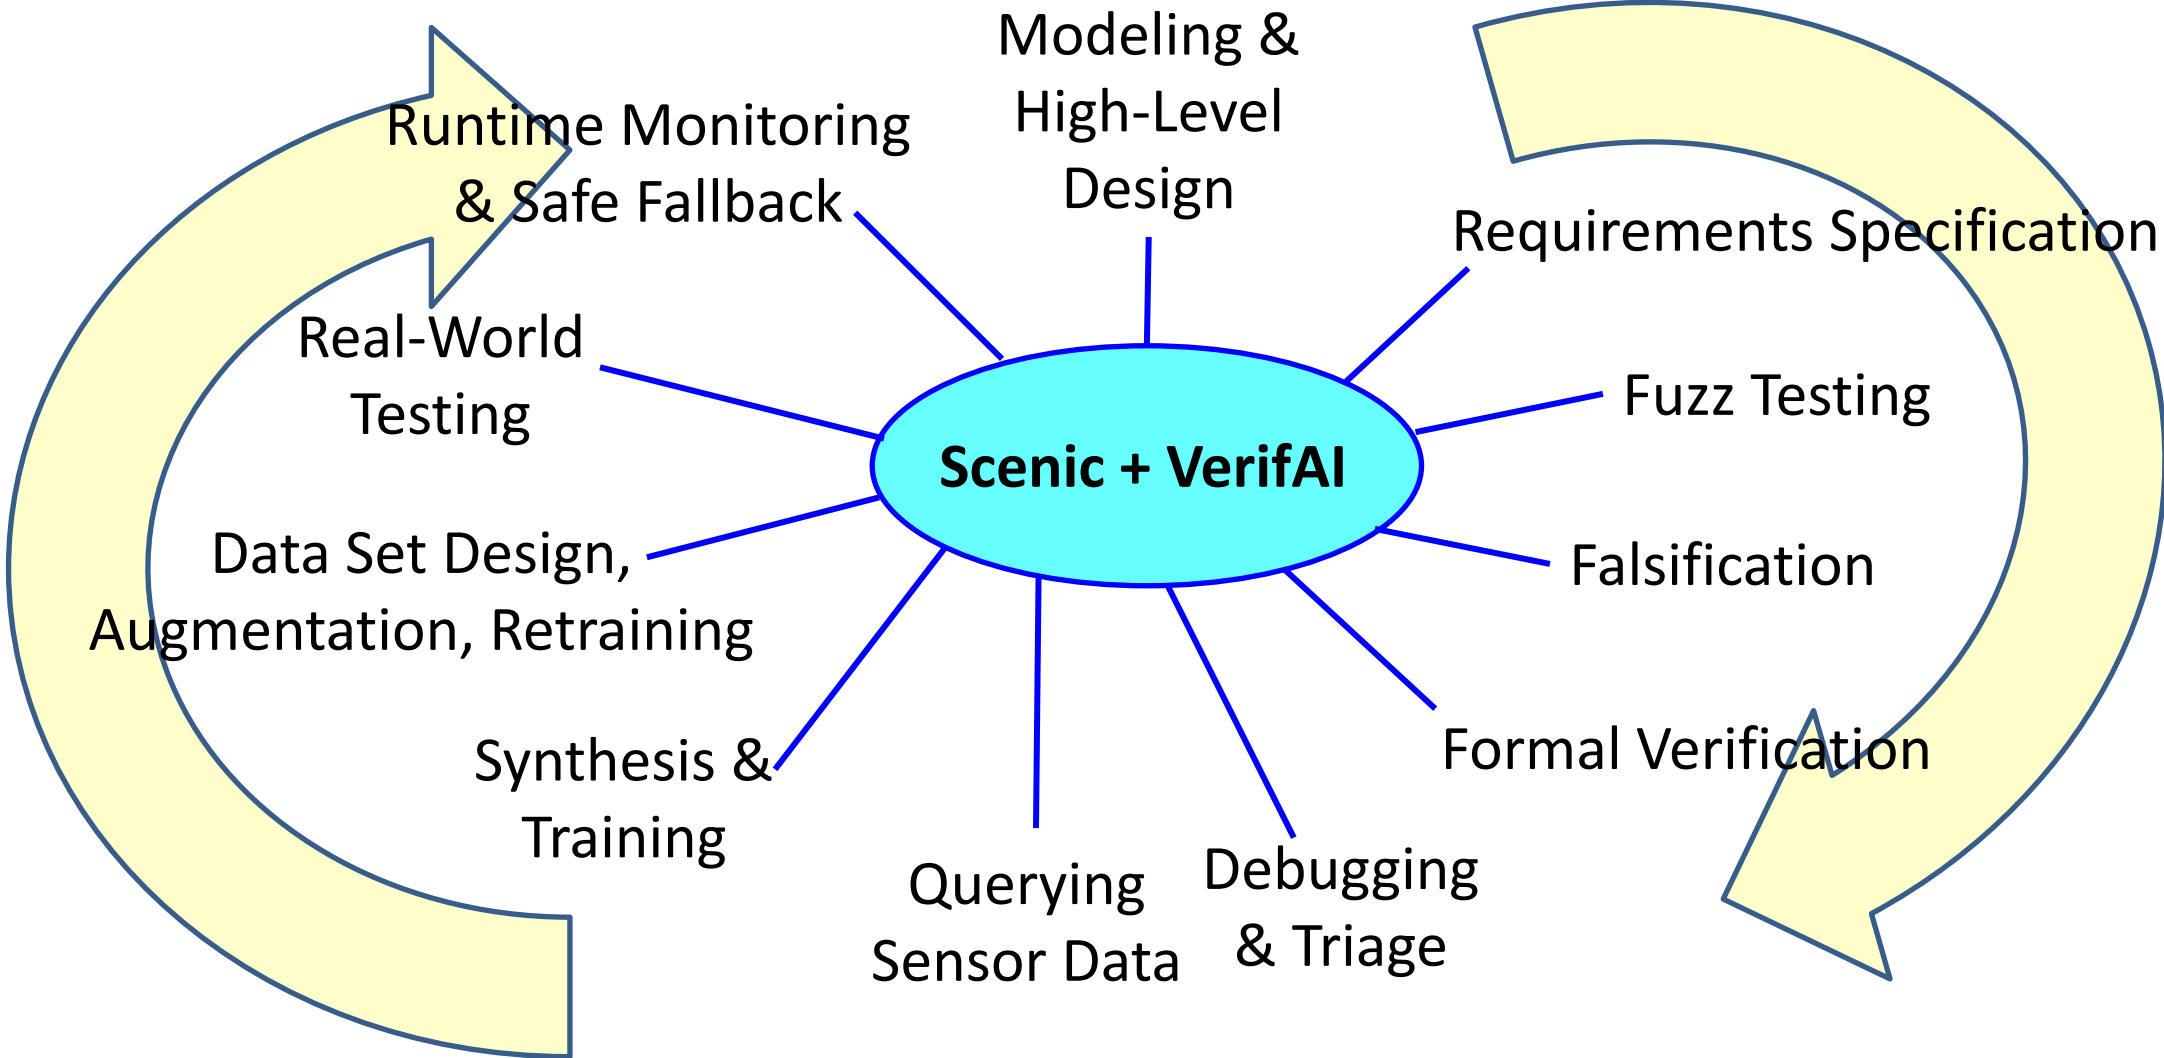 Modeling &
High-Level
Design
Runtime Monitoring
& Safe Fallback
Requirements Specification
Real-World
Testing
Fuzz Testing
Scenic + VerifAI
Data Set Design,
Augmentation, Retraining
Falsification
Synthesis &
Training
Formal Verification
Querying
Sensor Data
Debugging
& Triage